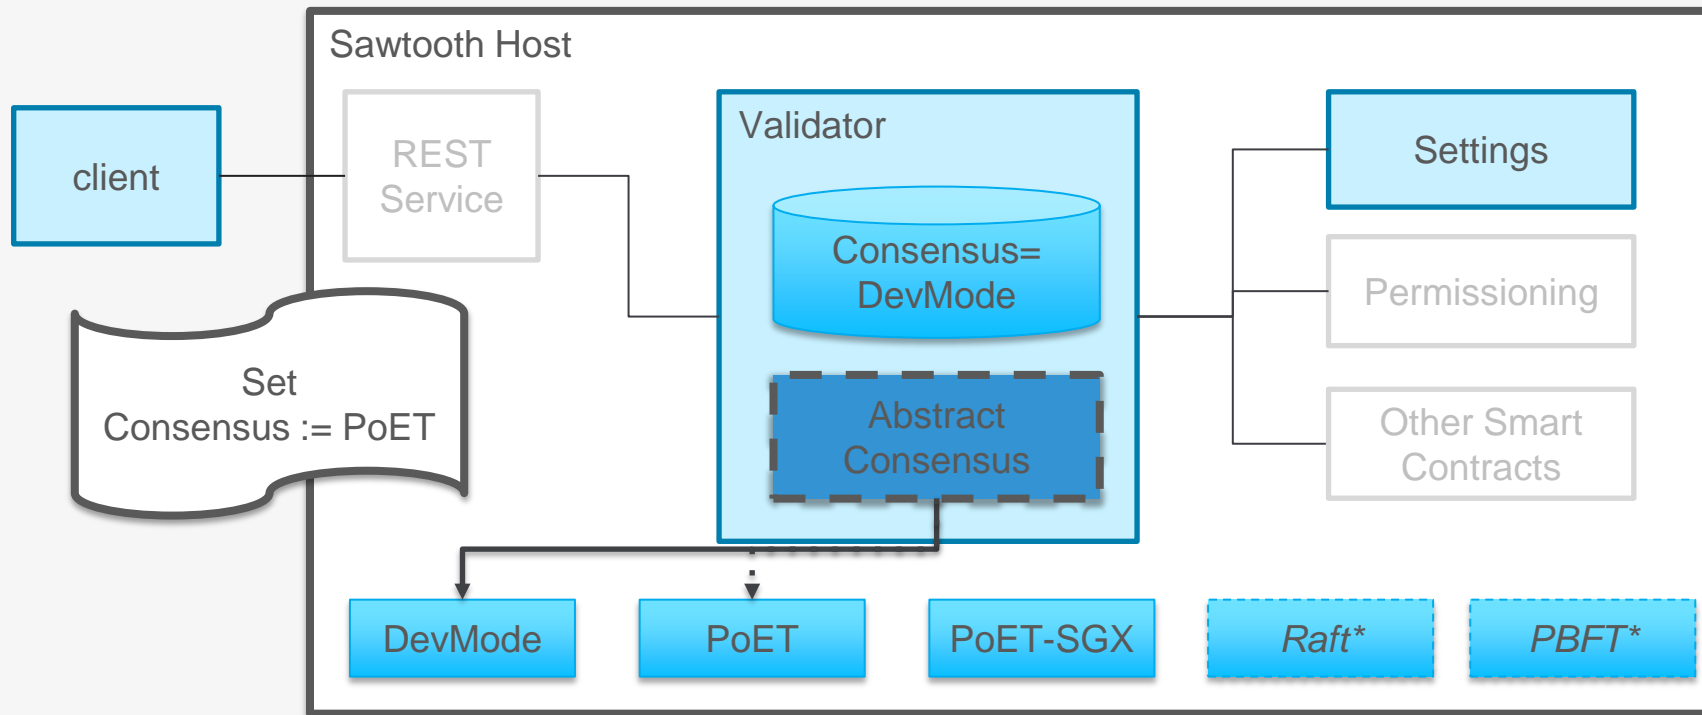 Sawtooth Host
client
REST
Service
Validator
Consensus=
DevMode
Abstract
Consensus
Settings
Permissioning
Other Smart
Contracts
Set
Consensus := PoET
DevMode
PoET
PoET-SGX
Raft*
PBFT*